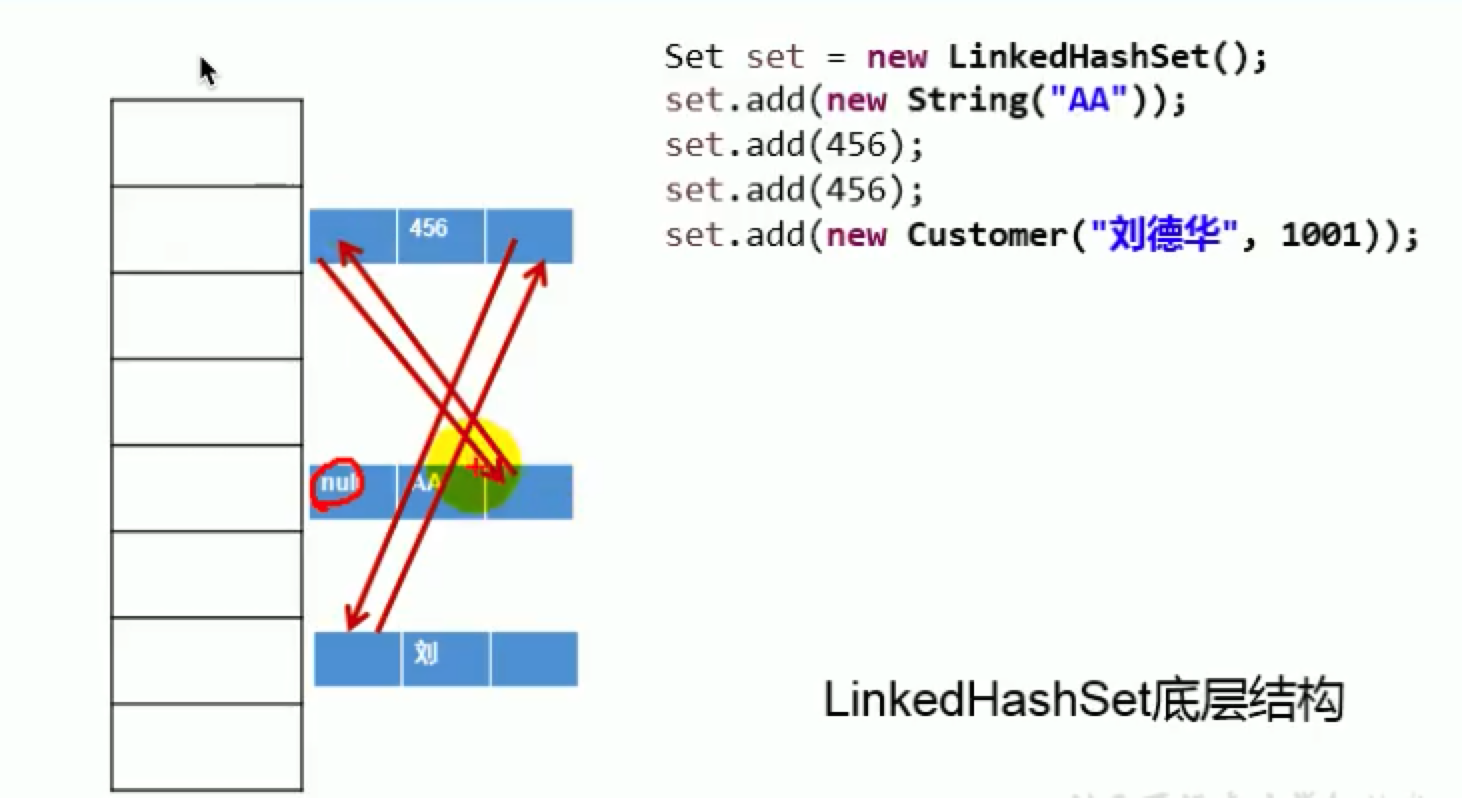 Set set = new LinkedHashSet();
set.add(new String("AA"));
set.add(456);
set.add(456);
set.add(new Customer("刘德华", 1001));
456
null AA
刘
LinkedHashSet底层结构